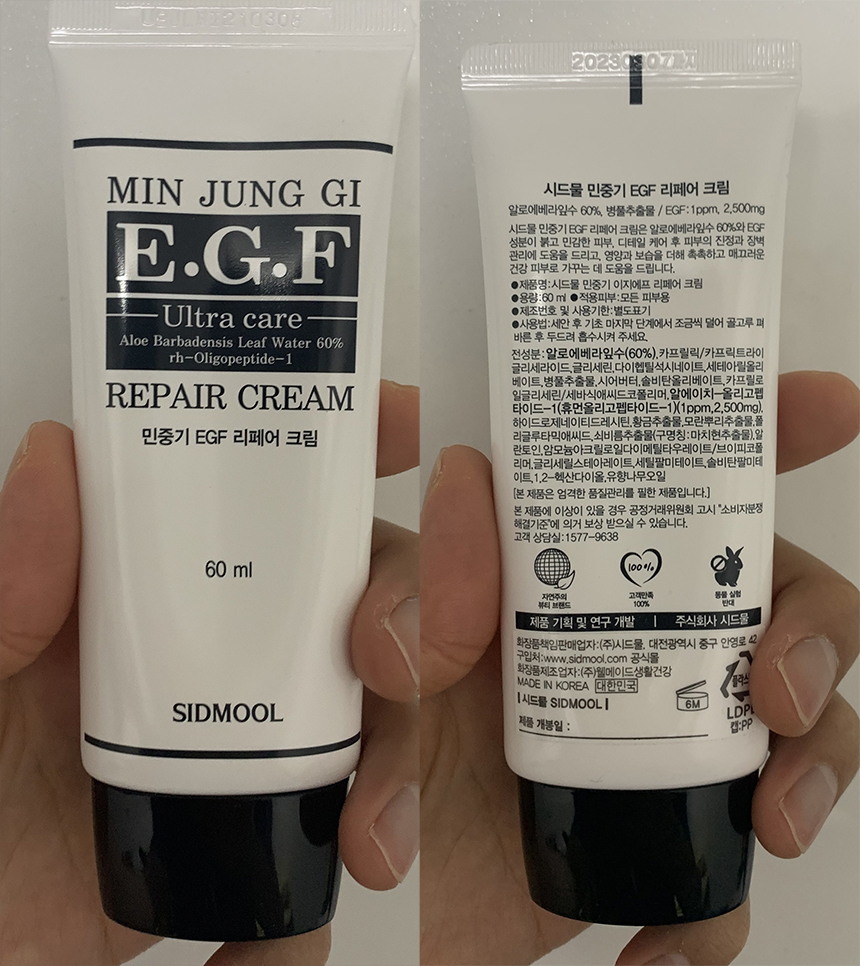 MIN JUNG GI
E.G.F
Ultra care
Aloe Barbadensis Leaf Water 60%
rh-Oligopeptide-1
REPAIR CREAM
민중기 EGF 리페어 크림
60 ml
SIDMOOL
시드물 민중기 EGF 리페어 크림
알로에베라잎수 60%, 병풀추출물 / EGF:1ppm, 2,500mg
시드물 민중기 EGF 리페어 크림은 알로에베라잎수 60%와 EGF
성분이 붉고 민감한 피부, 디테일 케어 후 피부의 진정과 장벽
관리에 도움을 드리고, 영양과 보습을 더해 촉촉하고 매끄러운
건강 피부로 가꾸는 데 도움을 드립니다.
●제품명:시드물 민중기 이지에프 리페어 크림
●용량:60 ml ●적용피부:모든 피부용
●제조번호 및 사용기한:별도표기
●사용법:세안 후 기초 마지막 단계에서 조금씩 덜어 골고루 펴
바른 후 두드려 흡수시켜 주세요.
전성분:알로에베라잎수(60%),카프릴릭/카프릭트라이
글리세라이드,글리세린,다이헵틸석시네이트,세테아릴올리
베이트,병풀추출물,시어버터,솔비탄올리베이트,카프릴로
일글리세린/세바식애씨드코폴리머,알에이치-올리고펩
타이드-1(휴먼올리고펩타이드-1)(1ppm,2,500mg),
하이드로제네이티드레시틴,황금추출물,모란뿌리추출물,폴
리글루타믹애씨드,쇠비름추출물(구명칭:마치현추출물),알
란토인,암모늄아크릴로일다이메틸타우레이트/브이피코폴
리머,글리세릴스테아레이트,세틸팔미테이트,솔비탄팔미테
이트,1,2-헥산다이올,유향나무오일
[본 제품은 엄격한 품질관리를 필한 제품입니다.]
본 제품에 이상이 있을 경우 공정거래위원회 고시 "소비자분쟁
해결기준"에 의거 보상 받으실 수 있습니다.
고객 상담실:1577-9638
100%
자연주의
뷰티 브랜드
고객만족
100%
동물 실험
반대
제품 기획 및 연구 개발 | 주식회사 시드물
화장품책임판매업자:(주)시드물, 대전광역시 중구 안영로 42
구입처:www.sidmool.com 공식몰
화장품제조업자:(주)웰메이드생활건강
MADE IN KOREA 대한민국
| 시드물 SIDMOOL |
6M
제품 개봉일 :
캡:PP